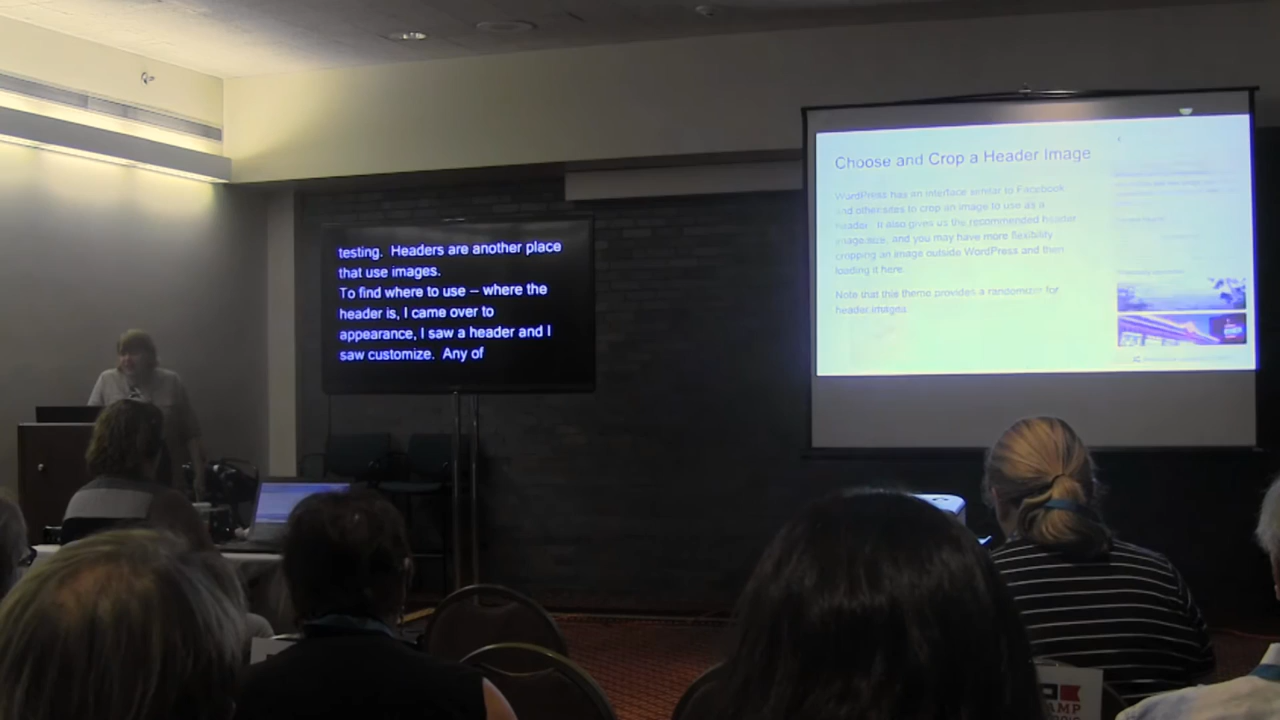 testing. Headers are another place
that use images.
To find where to use – where the
header is, I came over to
appearance, I saw a header and I
saw customize. Any of
Choose and Crop a Header Image
WordPress has an interface similar to Facebook
and other sites to crop an image to use as a
header. It also gives us the recommended header
image size, and you may have more flexibility
cropping an image outside WordPress and then
loading it here.
Note that this theme provides a randomizer for
header images.
AMP